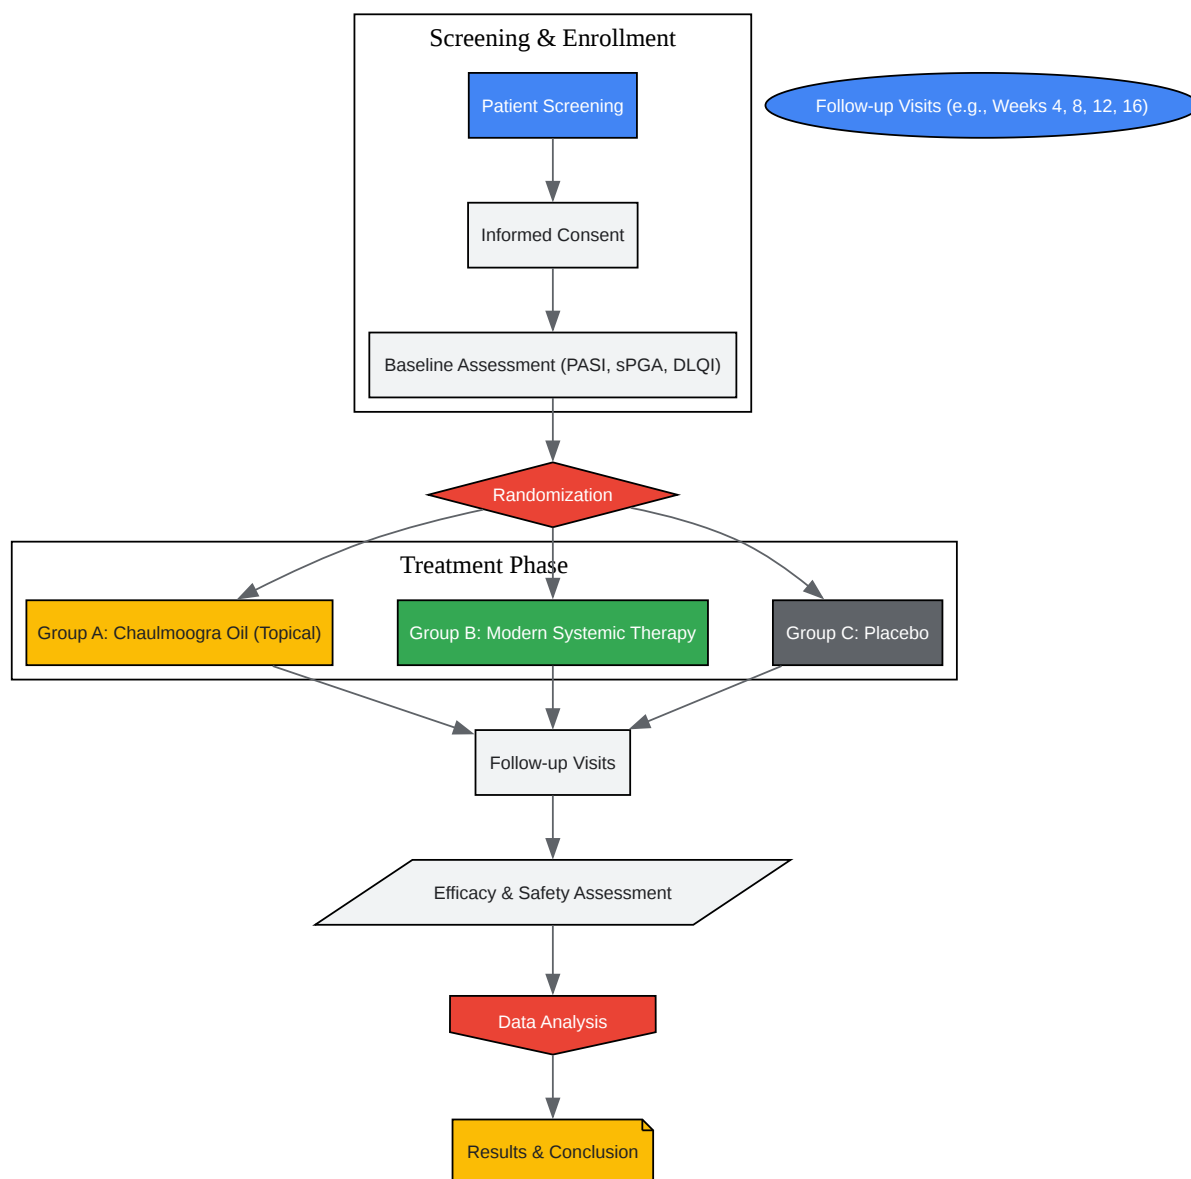 Screening & Enrollment
Patient Screening
Follow-up Visits (e.g., Weeks 4, 8, 12, 16)
Informed Consent
Baseline Assessment (PASI, sPGA, DLQI)
Randomization
Treatment Phase
Group A: Chaulmoogra Oil (Topical)
Group B: Modern Systemic Therapy
Group C: Placebo
Follow-up Visits
Efficacy & Safety Assessment
Data Analysis
Results & Conclusion